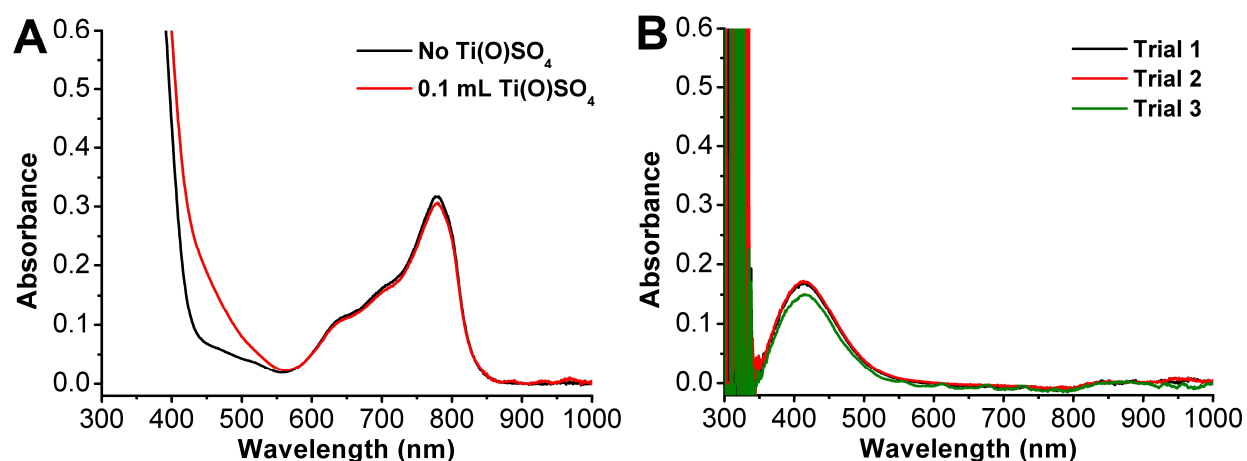 A
No Ti(O)SO₄
0.1 mL Ti(O)SO₄
Absorbance
0.6
0.5
0.4
0.3
0.2
0.1
0.0
300 400 500 600 700 800 900 1000
Wavelength (nm)
B
Trial 1
Trial 2
Trial 3
Absorbance
0.6
0.5
0.4
0.3
0.2
0.1
0.0
300 400 500 600 700 800 900 1000
Wavelength (nm)